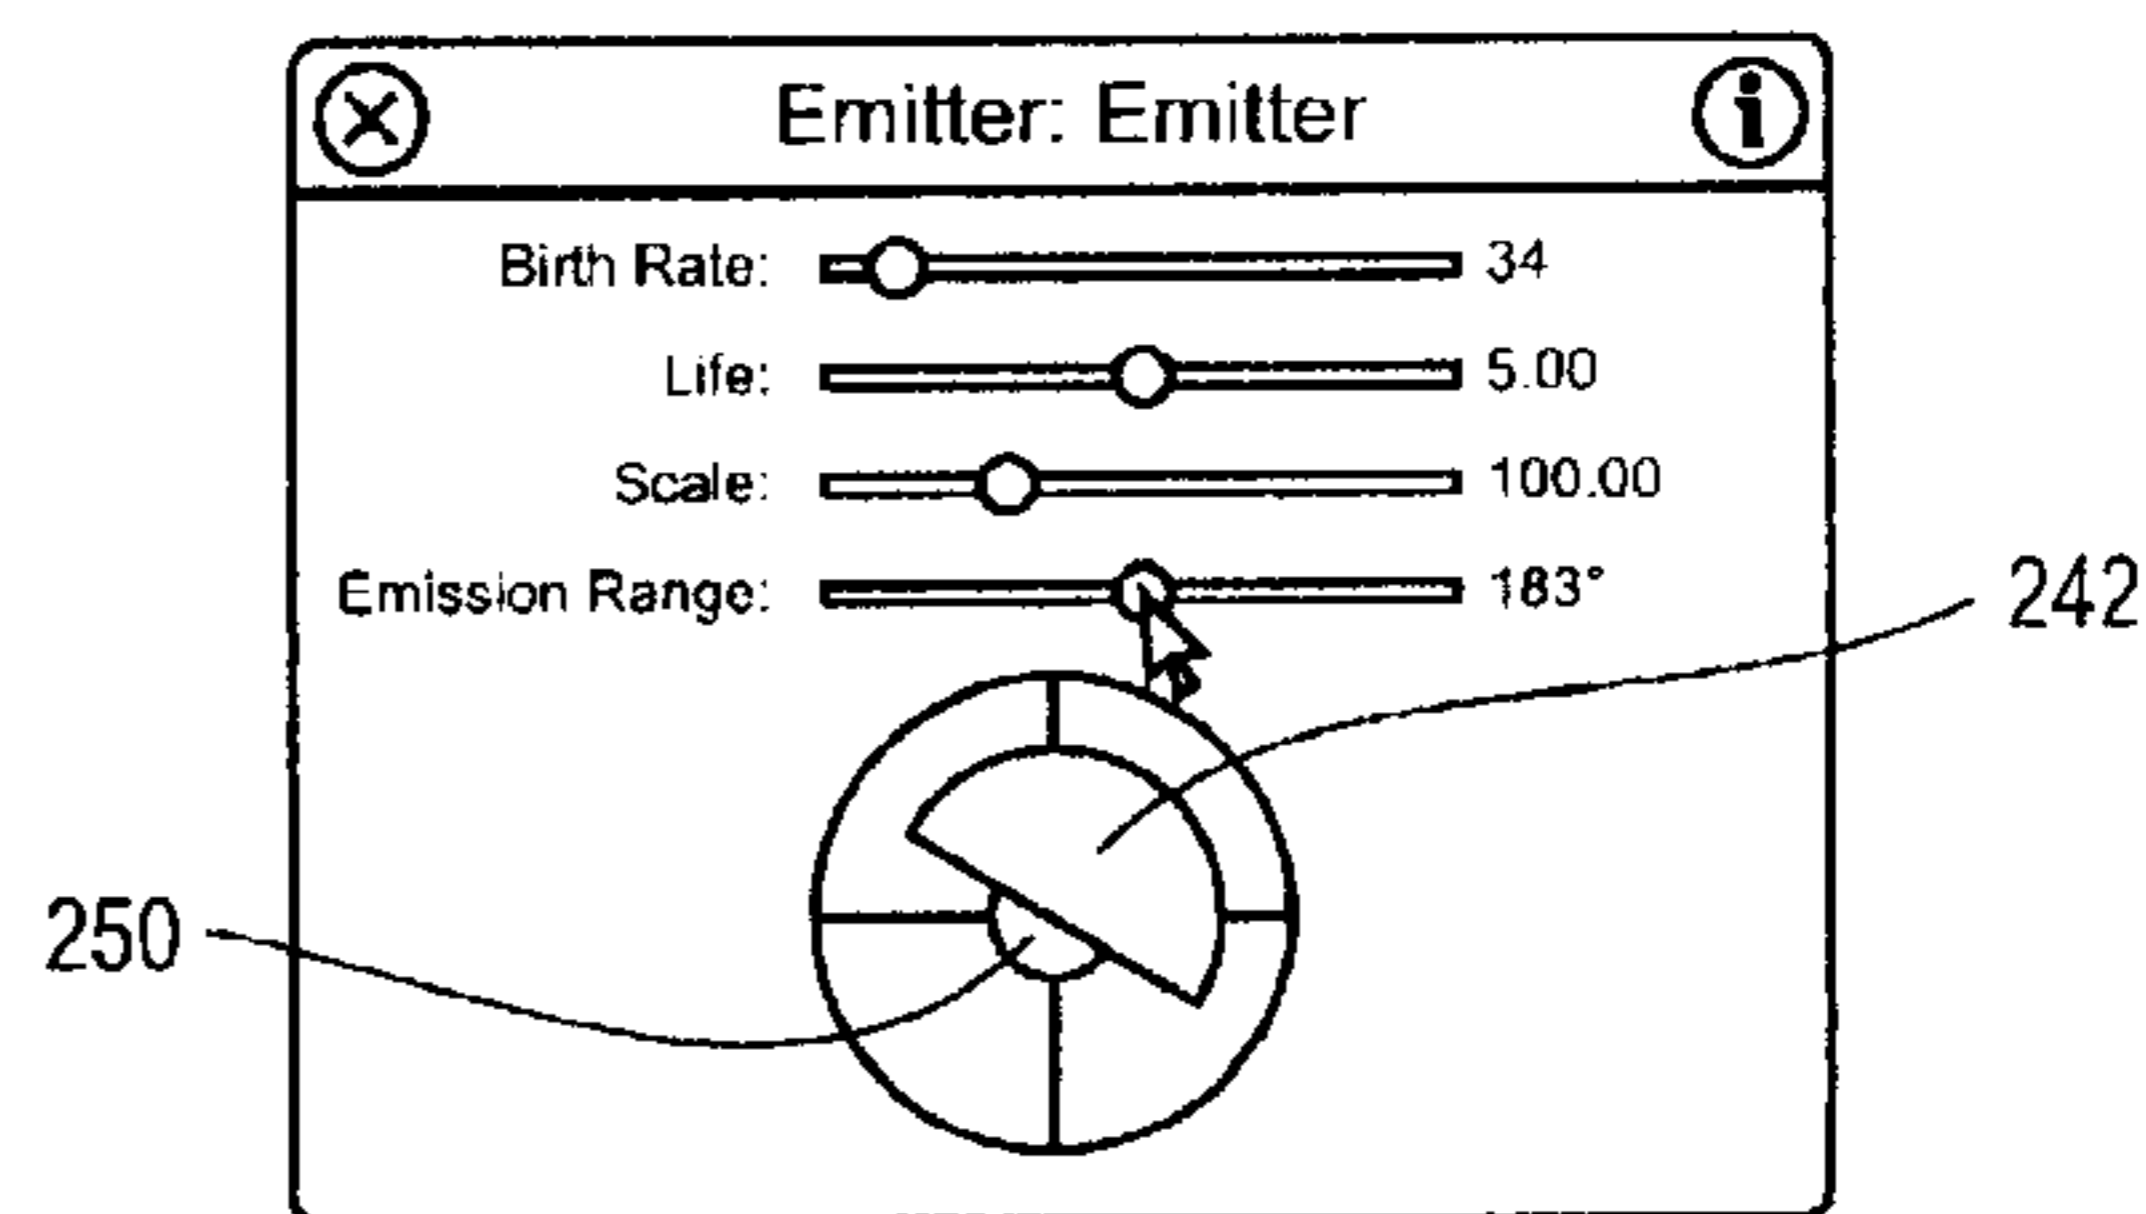 Emitter: Emitter
Birth Rate: 34
Life: 5.00
Scale: 100.00
Emission Range: 183°
242
250